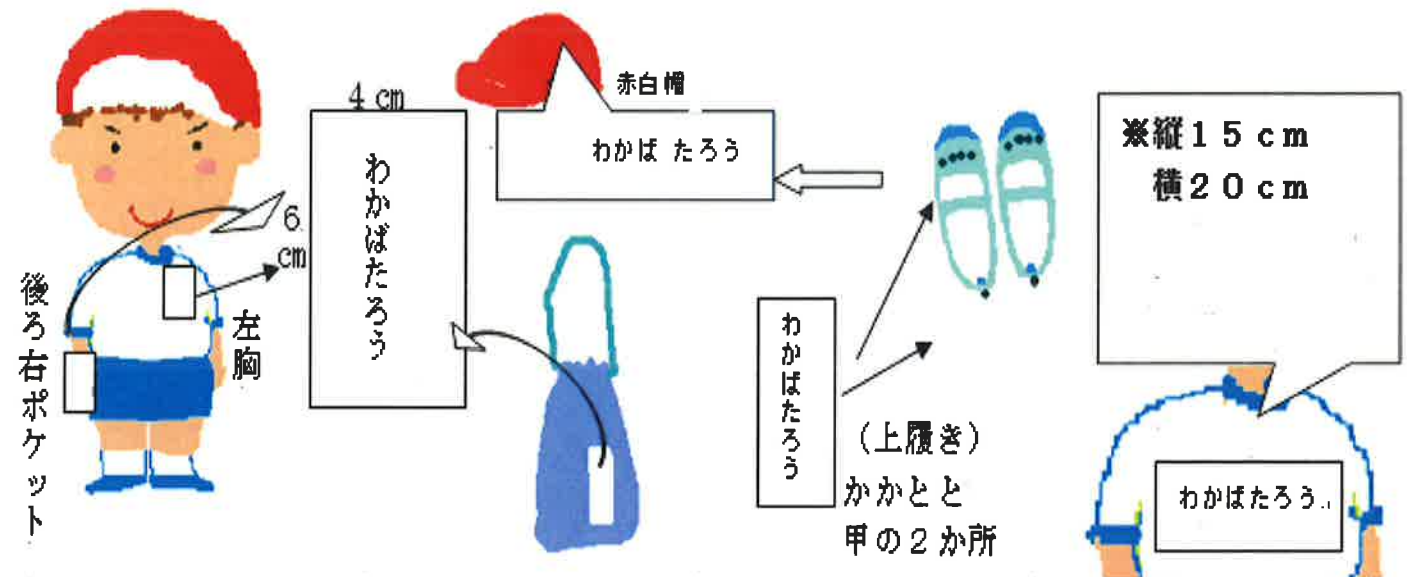 赤白帽
4cm
わかば たろう
わかばたろう
6
cm
後ろ右ポケット
左胸
わかばたろう
(上履き)
かかとと
甲の2か所
※縦15cm
横20cm
わかばたろう